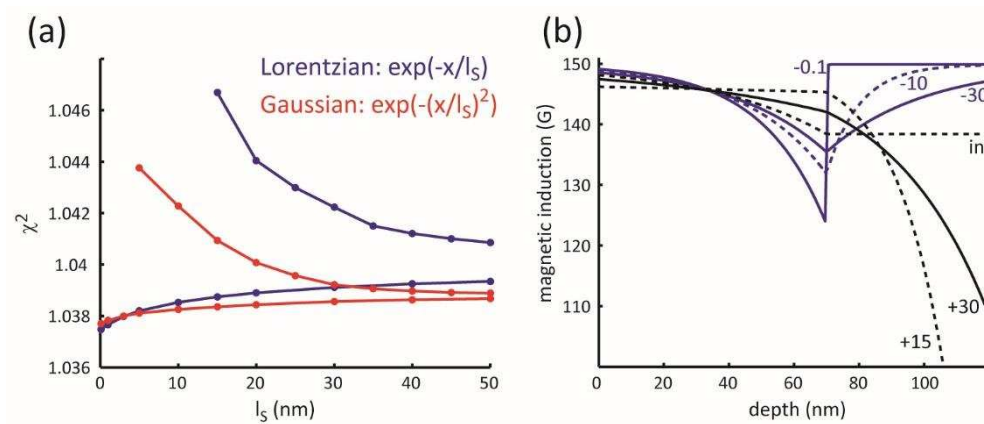 (a)
Lorentzian: exp(-x/lS)
Gaussian: exp(-(x/lS)²)
1.046
1.044
1.042
1.04
1.038
1.036
χ²
0 10 20 30 40 50
lS (nm)
(b)
150
140
130
120
110
magnetic induction (G)
-0.1
-10
-30
in
+30
+15
0 20 40 60 80 100
depth (nm)